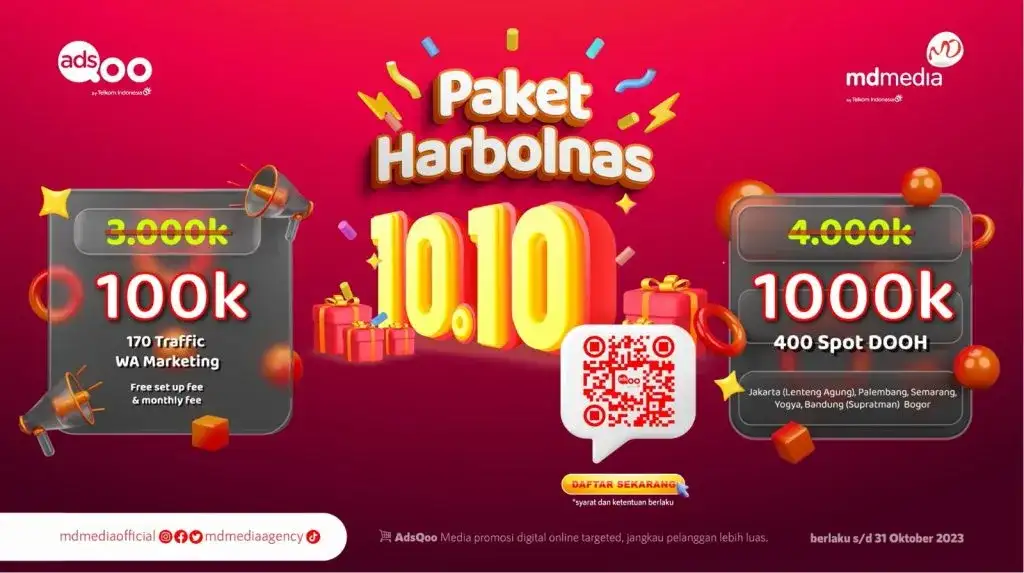 ads
QOO
by Telkom Indonesia
MD
mdmedia
by Telkom Indonesia
Paket
Harbolnas
10.10
3.000k
100k
170 Traffic
WA Marketing
Free set up fee
& monthly fee
4.000k
1000k
400 Spot DOOH
Jakarta (Lenteng Agung), Palembang, Semarang,
Yogya, Bandung (Supratman) Bogor
adsQOO
DAFTAR SEKARANG
*syarat dan ketentuan berlaku
mdmediaofficial mdmediaagency
AdsQoo Media promosi digital online targeted, jangkau pelanggan lebih luas.
berlaku s/d 31 Oktober 2023